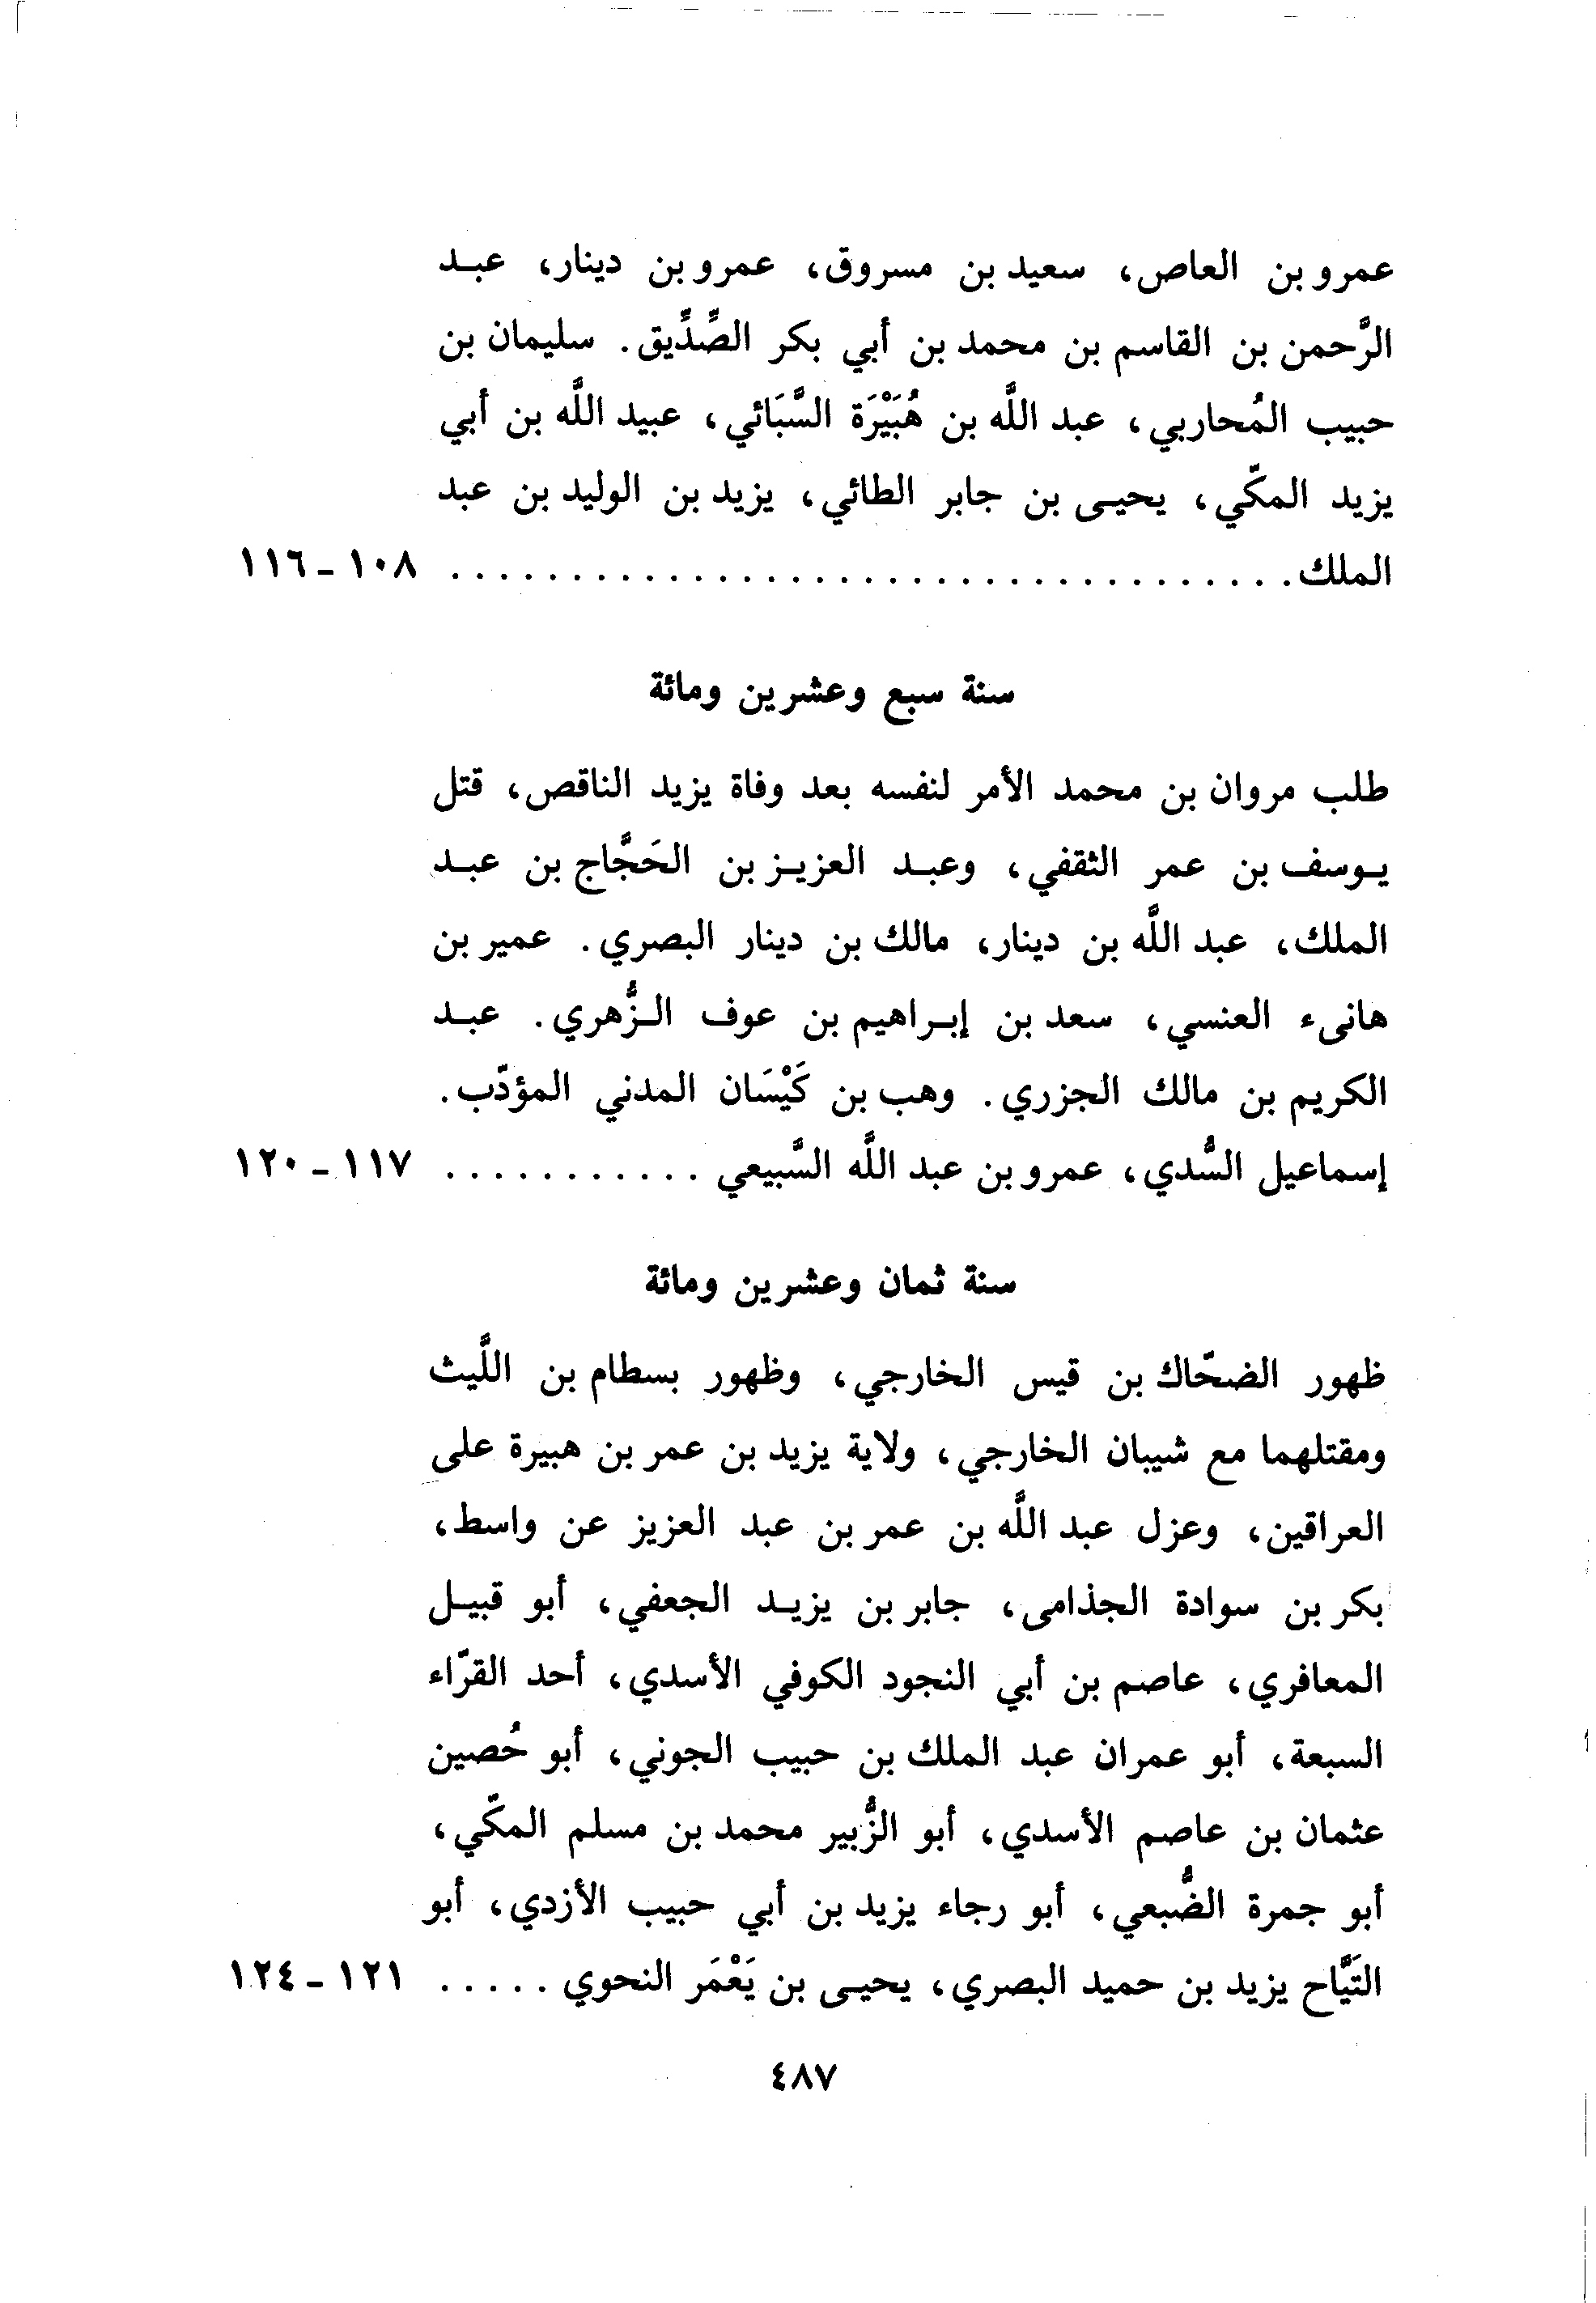 عمرو بن العاص، سعيد بن مسروق، عمرو بن دينار، عبد
الرَّحمن بن القاسم بن محمد بن أبي بكر الصِّدِّيق. سليمان بن
حبيب المُحاربي، عبد اللَّه بن هُبَيْرَة السَّبَائي، عبيد اللَّه بن أبي
يزيد المكّي، يحيى بن جابر الطائي، يزيد بن الوليد بن عبد
الملك . . . . . . . . . . . . . . . . . . . . . . . . . . . . . . . . . . . ١٠٨ - ١١٦
سنة سبع وعشرين ومائة
طلب مروان بن محمد الأمر لنفسه بعد وفاة يزيد الناقص، قتل
يوسف بن عمر الثقفي، وعبد العزيز بن الحَجَّاج بن عبد
الملك، عبد اللَّه بن دينار، مالك بن دينار البصري. عمير بن
هانىء العنسي، سعد بن إبراهيم بن عوف الزُّهري. عبد
الكريم بن مالك الجزري. وهب بن كَيْسَان المدني المؤدّب.
إسماعيل السُّدي، عمرو بن عبد اللَّه السَّبيعي . . . . . . . . . . . ١١٧ - ١٢٠
سنة ثمان وعشرين ومائة
ظهور الضحّاك بن قيس الخارجي، وظهور بسطام بن اللَّيث
ومقتلهما مع شيبان الخارجي، ولاية يزيد بن عمر بن هبيرة على
العراقين، وعزل عبد اللَّه بن عمر بن عبد العزيز عن واسط،
بكر بن سوادة الجذامى، جابر بن يزيد الجعفي، أبو قبيل
المعافري، عاصم بن أبي النجود الكوفي الأسدي، أحد القرّاء
السبعة، أبو عمران عبد الملك بن حبيب الجوني، أبو حُصين
عثمان بن عاصم الأسدي، أبو الزُّبير محمد بن مسلم المكّي،
أبو جمرة الضُّبعي، أبو رجاء يزيد بن أبي حبيب الأزدي، أبو
التَيَّاح يزيد بن حميد البصري، يحيى بن يَعْمَر النحوي . . . . . ١٢١ - ١٢٤
٤٨٧